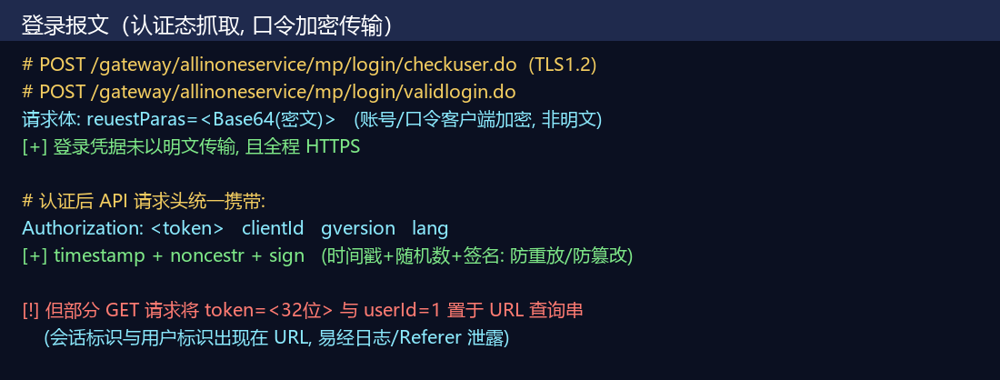 登录报文（认证态抓取, 口令加密传输）
# POST /gateway/allinoneservice/mp/login/checkuser.do (TLS1.2)
# POST /gateway/allinoneservice/mp/login/validlogin.do
请求体: reuestParas=<Base64(密文)> (账号/口令客户端加密, 非明文)
[+] 登录凭据未以明文传输, 且全程 HTTPS
# 认证后 API 请求头统一携带:
Authorization: <token> clientId gversion lang
[+] timestamp + noncestr + sign (时间戳+随机数+签名: 防重放/防篡改)
[!] 但部分 GET 请求将 token=<32位> 与 userId=1 置于 URL 查询串
(会话标识与用户标识出现在 URL, 易经日志/Referer 泄露)